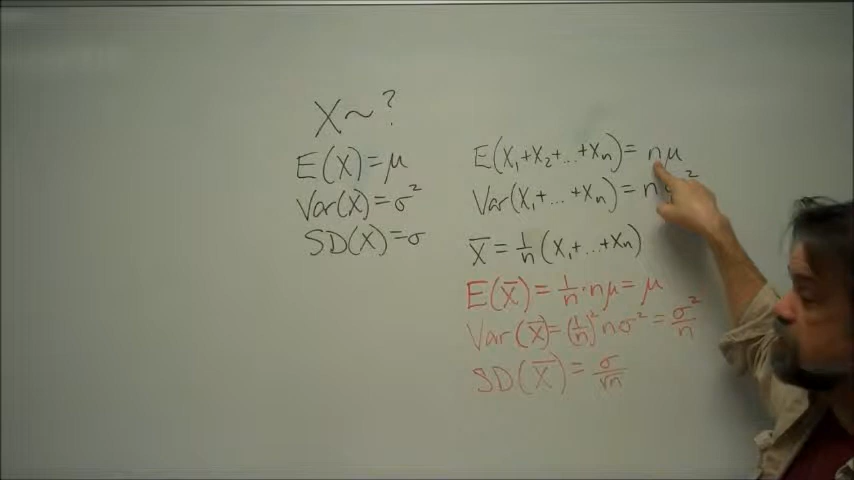 X ~ ?
E(X) = μ
Var(X) = σ²
SD(X) = σ
E(X₁+X₂+...+Xₙ) = nμ
Var(X₁+...+Xₙ) = nσ²
X̅ = 1/n (X₁+...+Xₙ)
E(X̅) = 1/n · nμ = μ
Var(X̅) = (1/n)² nσ² = σ²/n
SD(X̅) = σ/√n